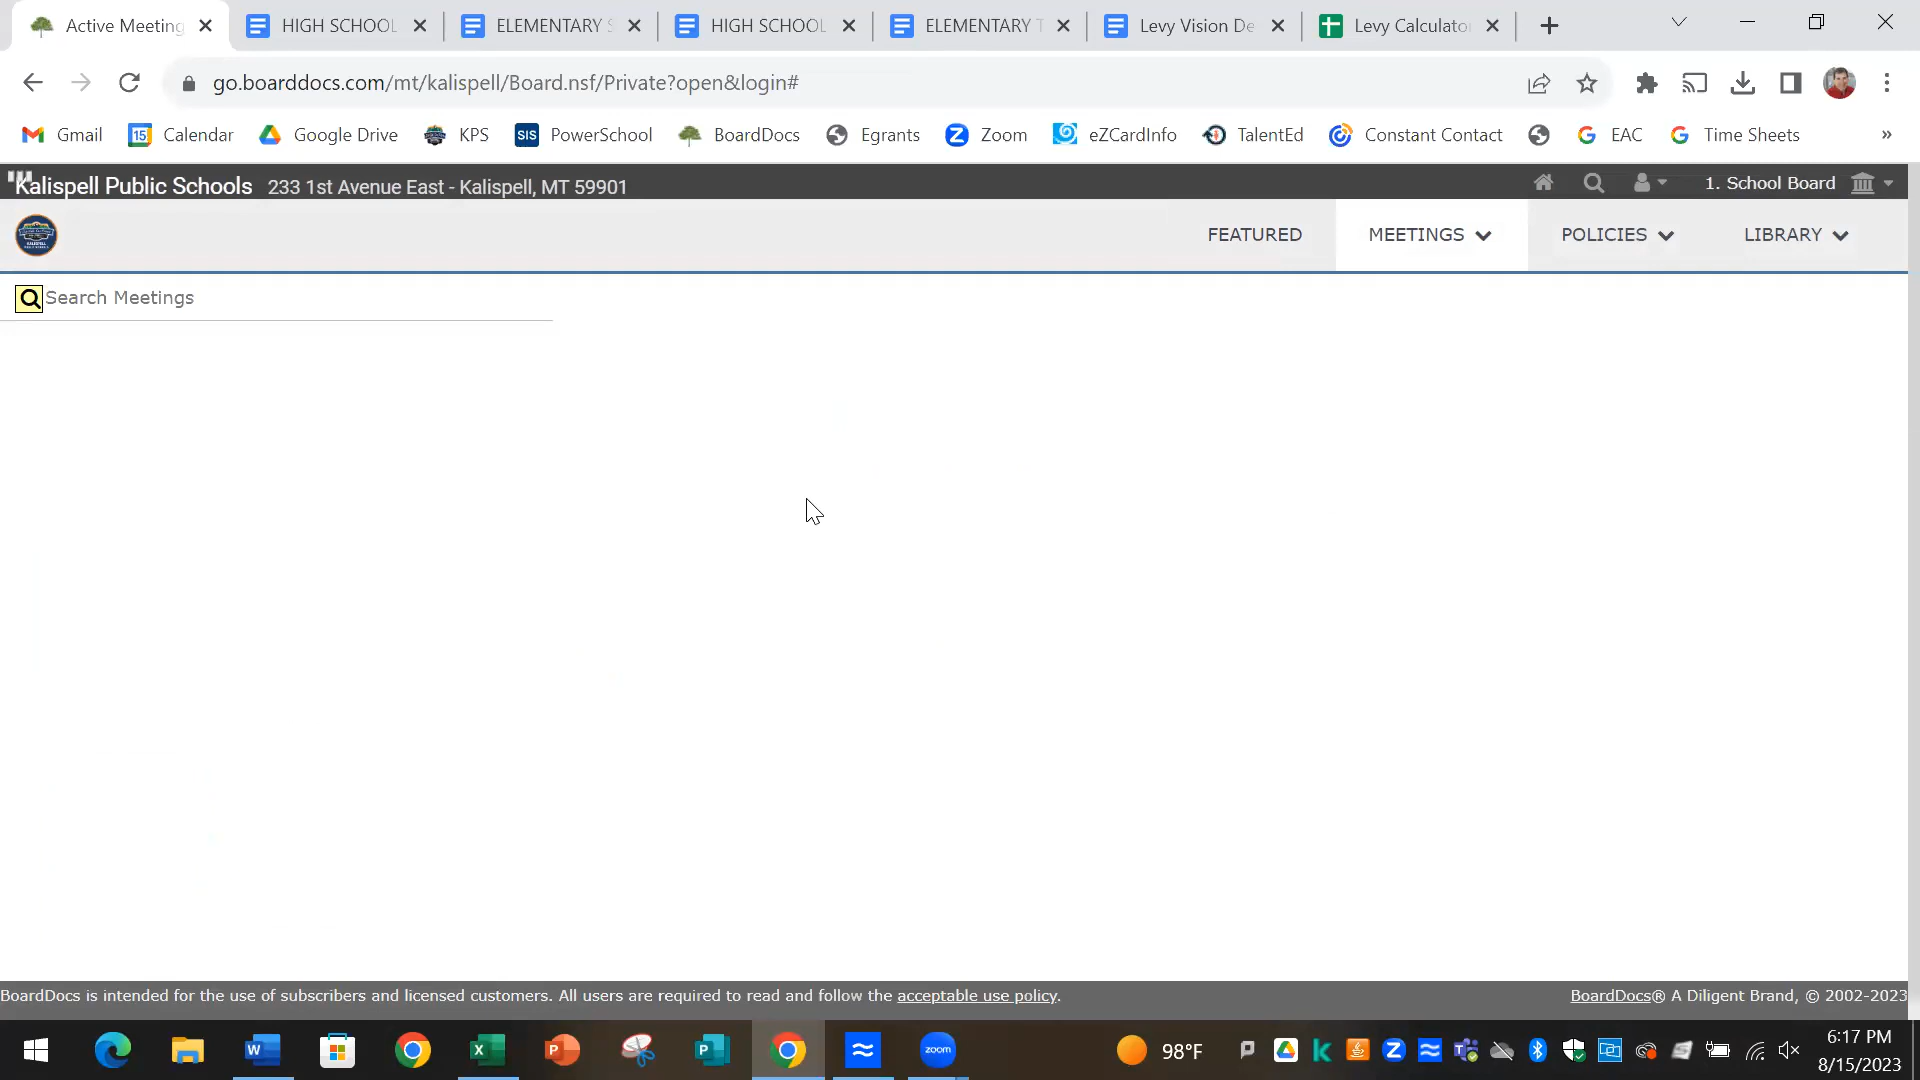 Active Meeting
HIGH SCHOOL
ELEMENTARY S
HIGH SCHOOL
ELEMENTARY T
Levy Vision De
Levy Calculato
go.boarddocs.com/mt/kalispell/Board.nsf/Private?open&login#
Gmail
15
Calendar
Google Drive
KPS
SIS
PowerSchool
BoardDocs
Egrants
Zoom
eZCardInfo
TalentEd
Constant Contact
EAC
Time Sheets
»
Kalispell Public Schools 233 1st Avenue East - Kalispell, MT 59901
1. School Board
FEATURED
MEETINGS
POLICIES
LIBRARY
Search Meetings
BoardDocs is intended for the use of subscribers and licensed customers. All users are required to read and follow the acceptable use policy.
BoardDocs® A Diligent Brand, © 2002-2023
zoom
98°F
6:17 PM
8/15/2023